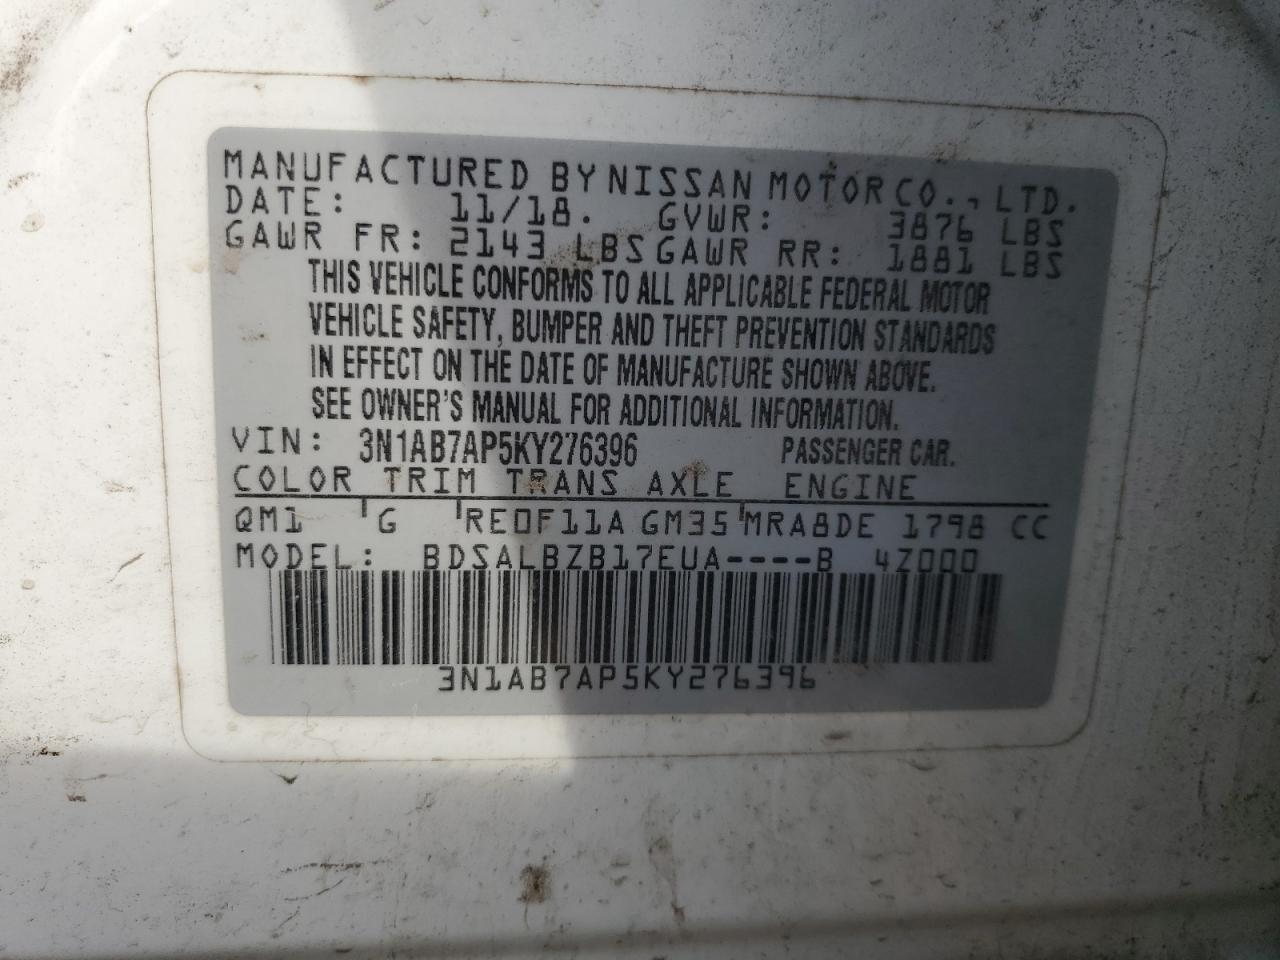 MANUFACTURED BY NISSAN MOTOR CO., LTD.
DATE: 11/18. GVWR: 3876 LBS
GAWR FR: 2143 LBS GAWR RR: 1881 LBS
THIS VEHICLE CONFORMS TO ALL APPLICABLE FEDERAL MOTOR
VEHICLE SAFETY, BUMPER AND THEFT PREVENTION STANDARDS
IN EFFECT ON THE DATE OF MANUFACTURE SHOWN ABOVE.
SEE OWNER'S MANUAL FOR ADDITIONAL INFORMATION.
VIN: 3N1AB7AP5KY276396 PASSENGER CAR.
COLOR TRIM TRANS AXLE ENGINE
QM1 G RE0F11A GM35 MRA8DE 1798 CC
MODEL: BDSALBZB17EUA----B 4Z000
3N1AB7AP5KY276396